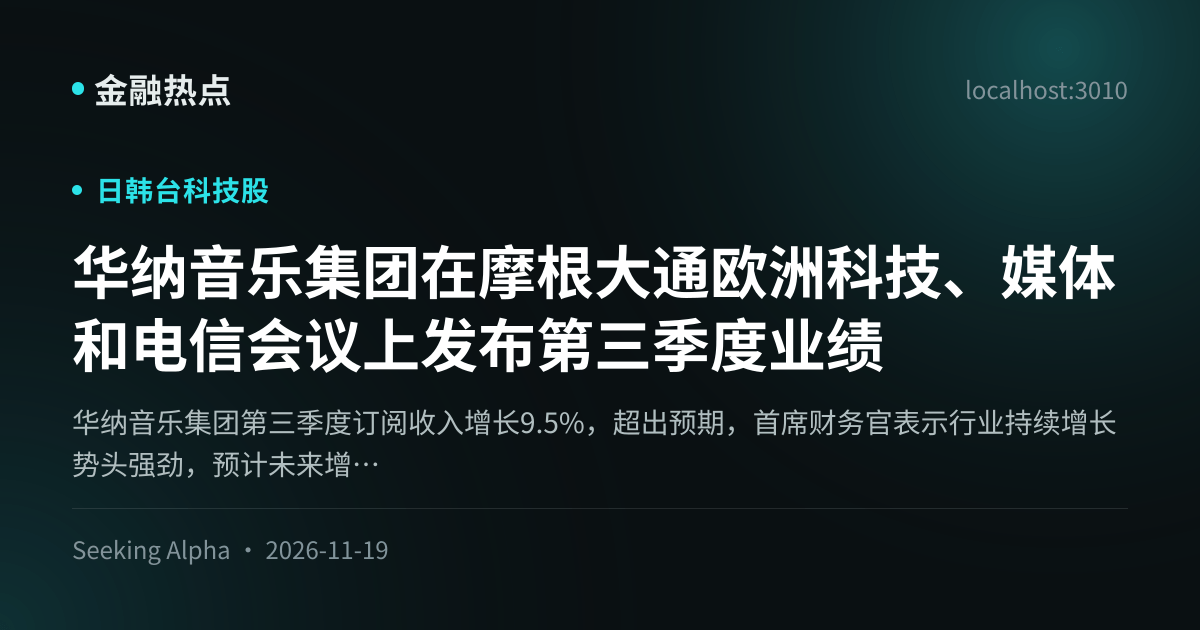 金融热点
localhost:3010
日韩台科技股
华纳音乐集团在摩根大通欧洲科技、媒体
和电信会议上发布第三季度业绩
华纳音乐集团第三季度订阅收入增长9.5%，超出预期，首席财务官表示行业持续增长
势头强劲，预计未来增…
Seeking Alpha · 2026-11-19